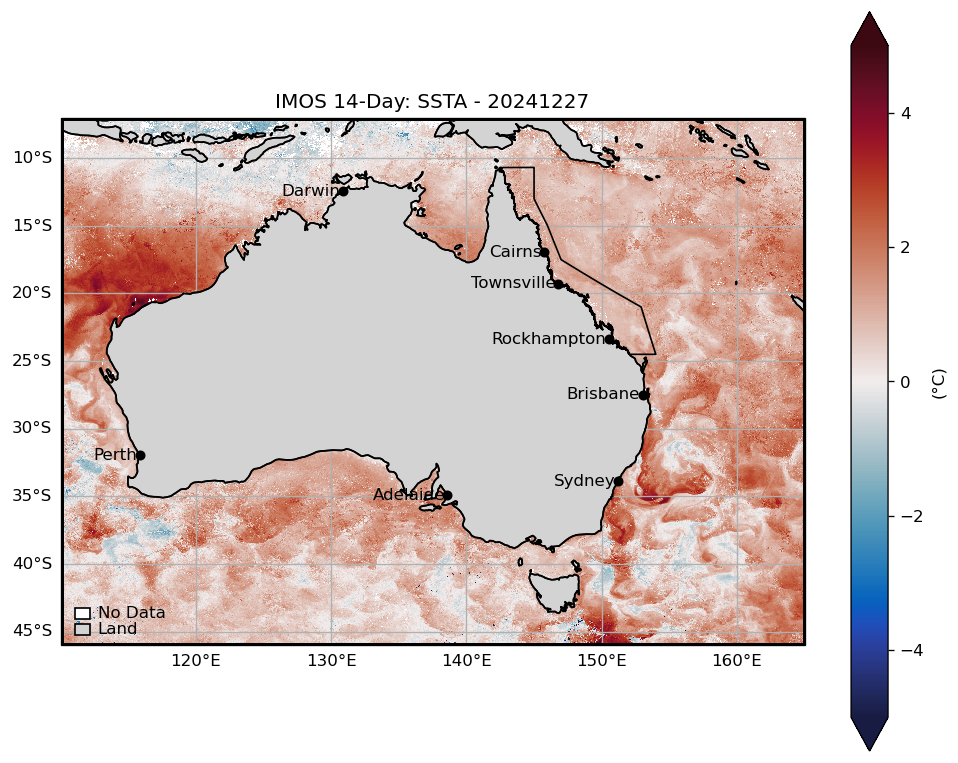 IMOS 14-Day: SSTA - 20241227
10°S
15°S
20°S
25°S
30°S
35°S
40°S
45°S
Darwin
Cairns
Townsville
Rockhampton
Brisbane
Perth
Sydney
Adelaide
No Data
Land
120°E
130°E
140°E
150°E
160°E
4
2
0
−2
−4
(°C)